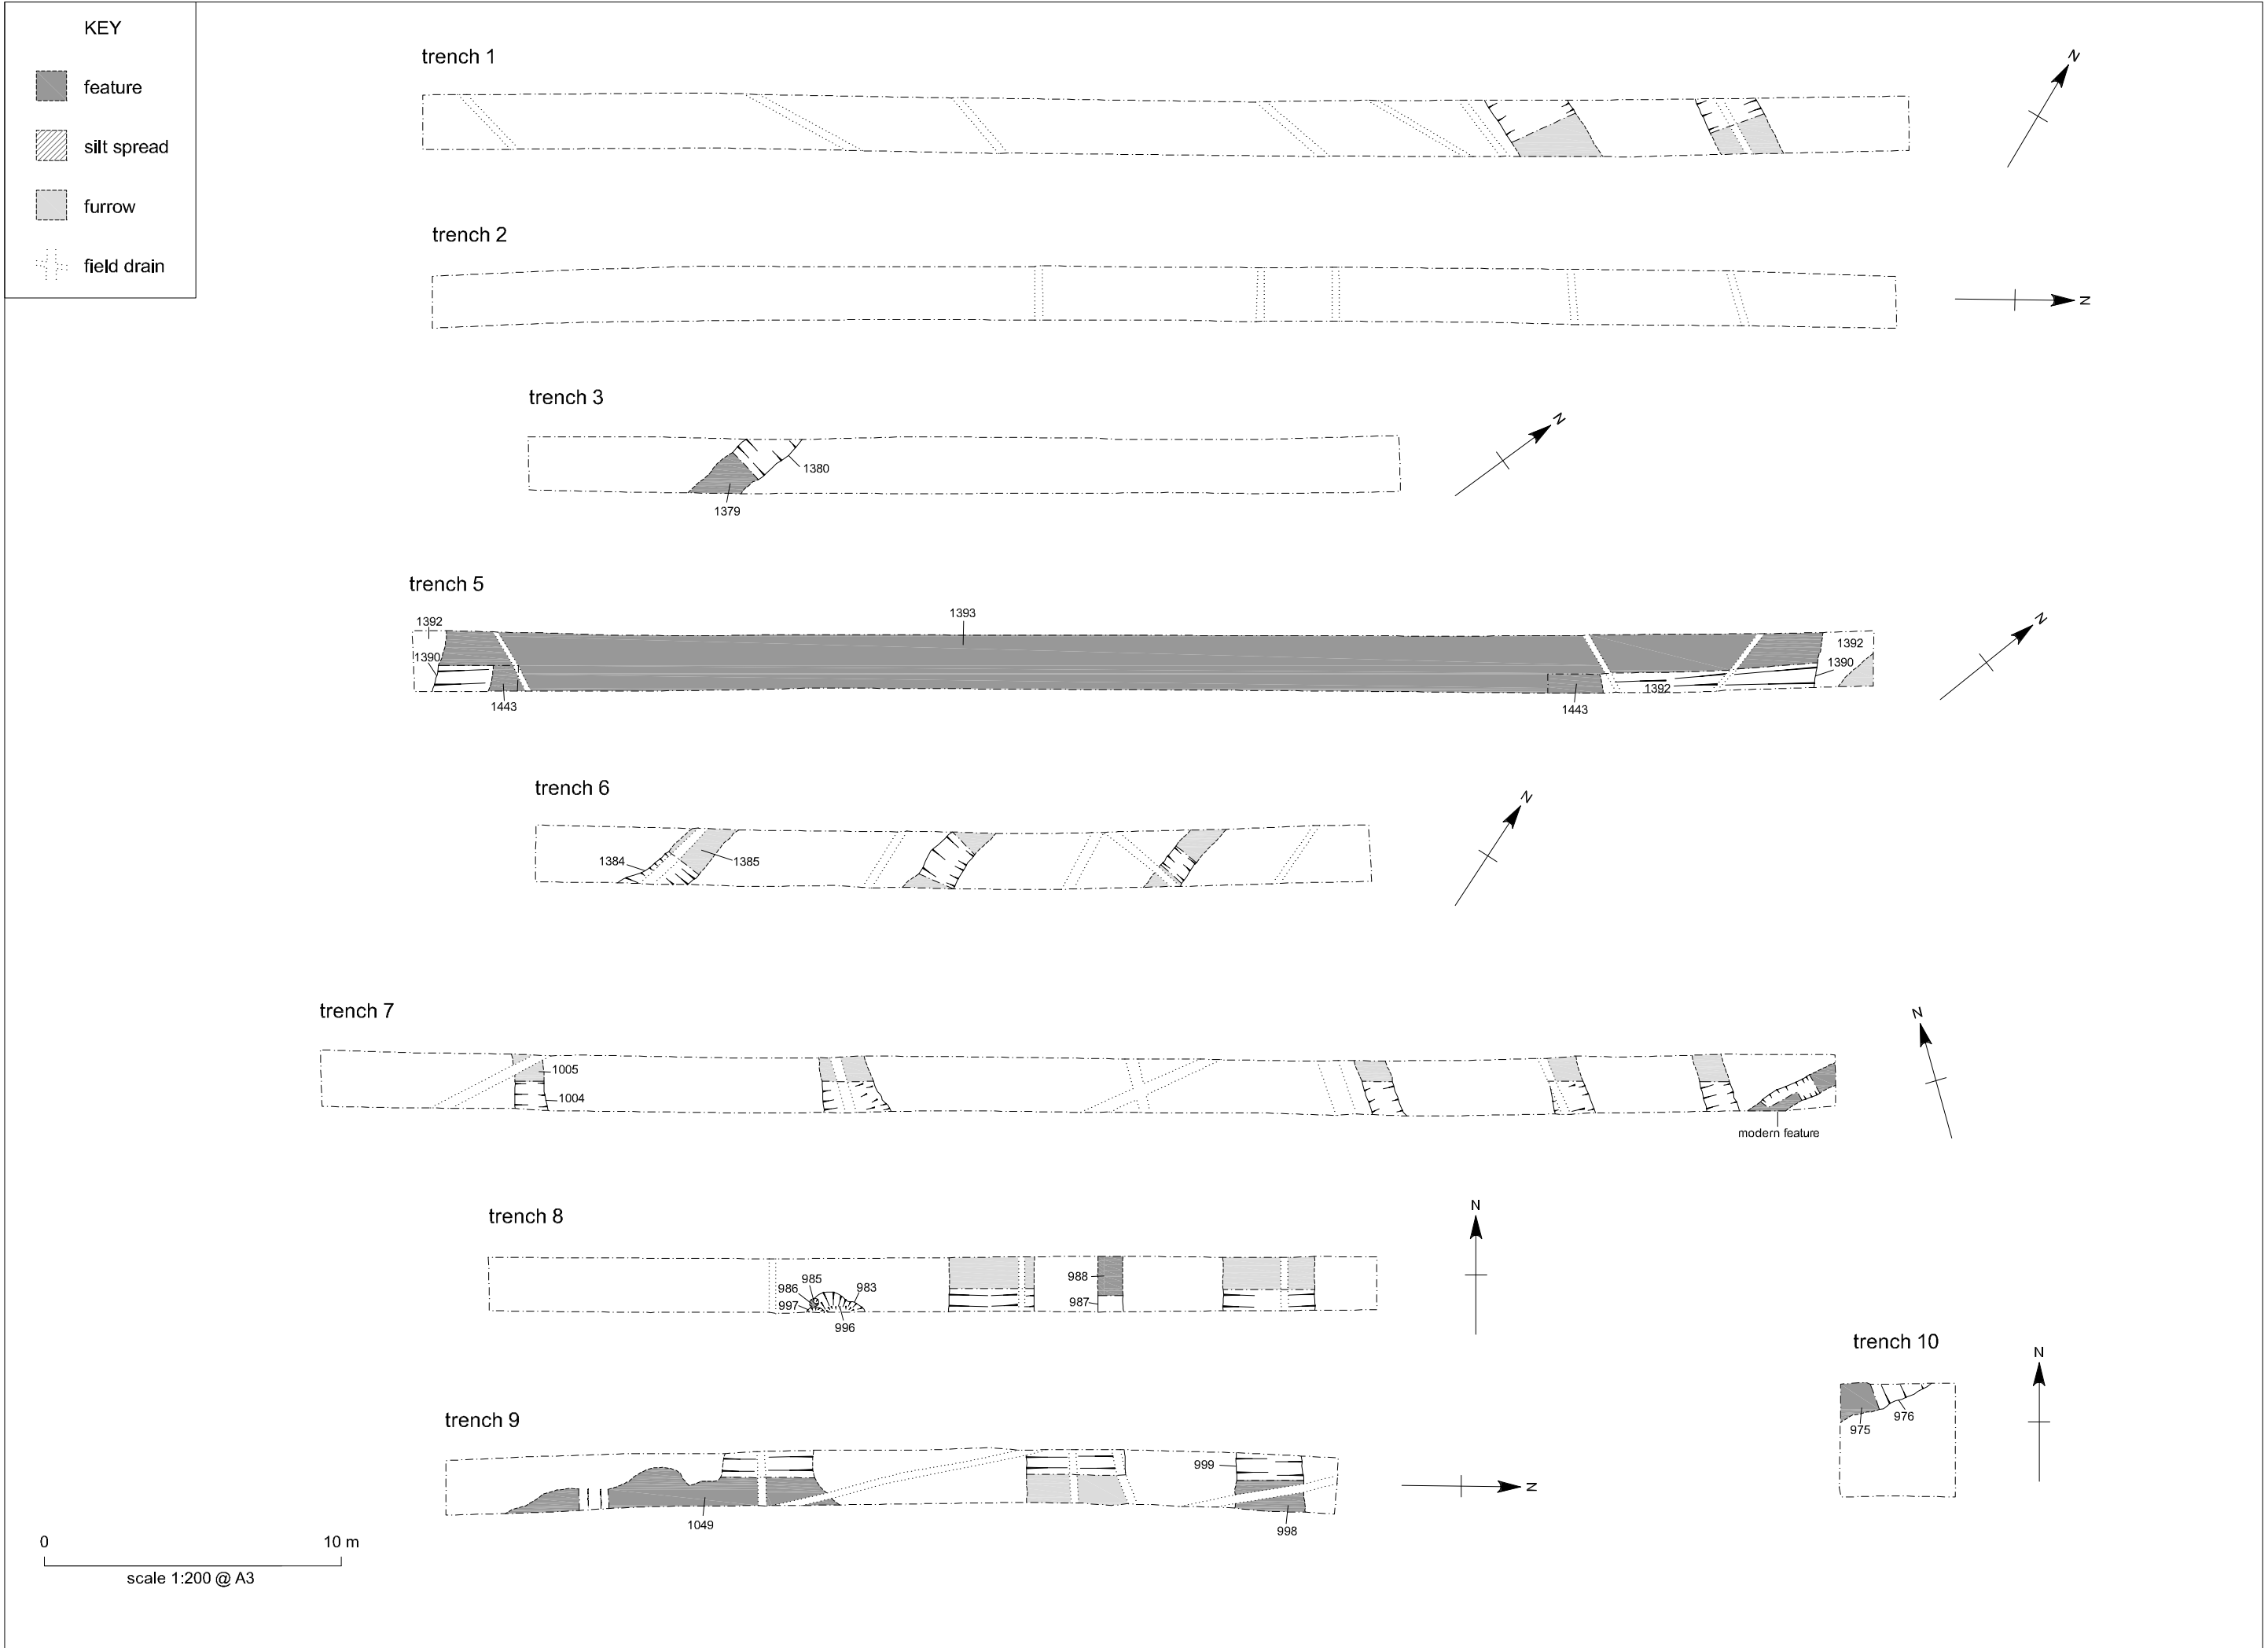 KEY
feature
silt spread
furrow
field drain
trench 1
N
trench 2
N
trench 3
N
1380
1379
trench 5
N
1392
1393
1390
1392
1390
1392
1443
1443
trench 6
N
1384
1385
trench 7
N
1005
1004
modern feature
trench 8
N
985
986
983
988
997
987
996
trench 10
N
975
976
trench 9
N
999
1049
998
0
10 m
scale 1:200 @ A3